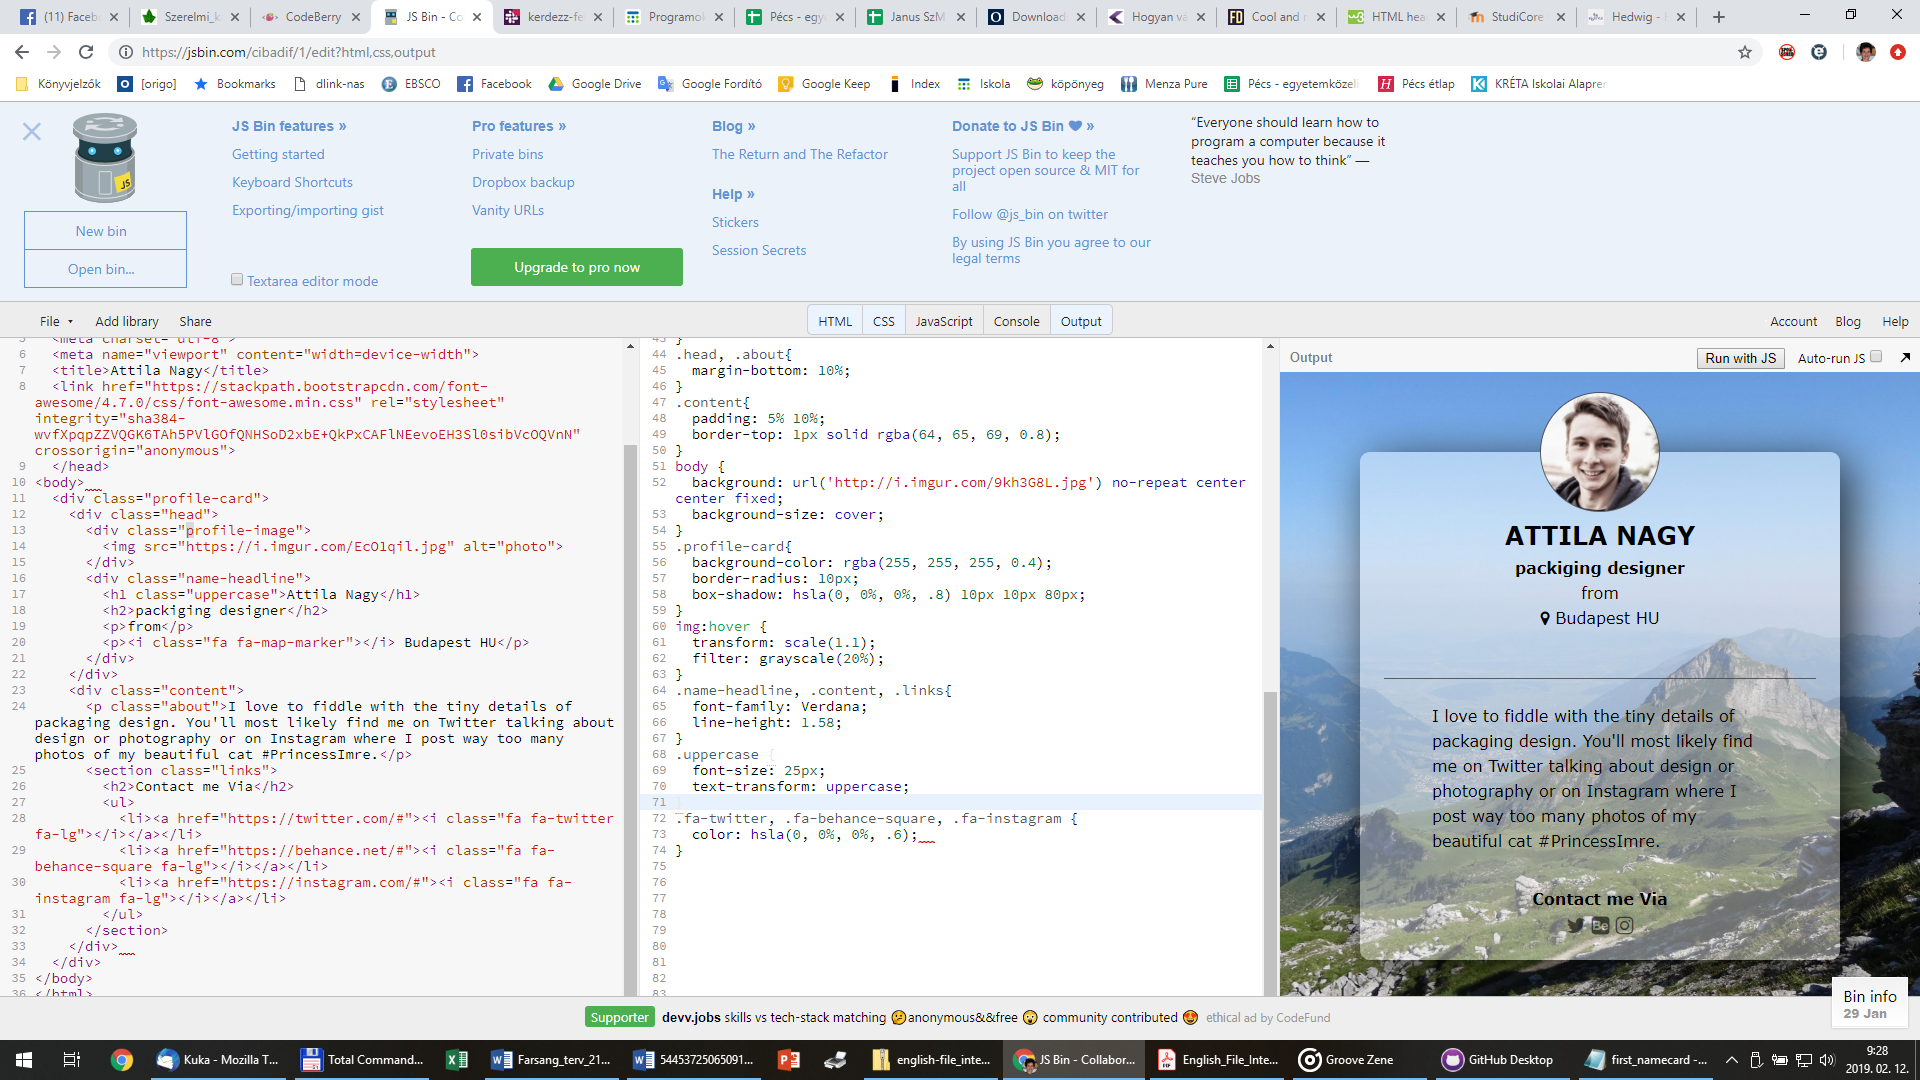 (11) Faceb
Szerelmi_k
CodeBerry
JS Bin - Co
kerdezz-fe
Programo
Pécs - egy
Janus SzM
Download
Hogyan v
Cool and
HTML hea
StudiCore
Hedwig -
https://jsbin.com/cibadif/1/edit?html,css,output
Könyvjelzők
[origo]
Bookmarks
dlink-nas
EBSCO
Facebook
Google Drive
Google Fordító
Google Keep
Index
Iskola
köpönyeg
Menza Pure
Pécs - egyetemközeli
Pécs étlap
KRÉTA Iskolai Alapren
JS Bin features »
Getting started
Keyboard Shortcuts
Exporting/importing gist
Textarea editor mode
New bin
Open bin...
Pro features »
Private bins
Dropbox backup
Vanity URLs
Upgrade to pro now
Blog »
The Return and The Refactor
Help »
Stickers
Session Secrets
Donate to JS Bin ♥ »
Support JS Bin to keep the
project open source & MIT for
all
Follow @js_bin on twitter
By using JS Bin you agree to our
legal terms
“Everyone should learn how to
program a computer because it
teaches you how to think” —
Steve Jobs
File
Add library
Share
HTML
CSS
JavaScript
Console
Output
Account
Blog
Help
5 <meta charset="utf-8">
6 <meta name="viewport" content="width=device-width">
7 <title>Attila Nagy</title>
8 <link href="https://stackpath.bootstrapcdn.com/font-
awesome/4.7.0/css/font-awesome.min.css" rel="stylesheet"
integrity="sha384-
wvfXpqpZZVQGK6TAh5PVlGOfQNHSoD2xbE+QkPxCAFlNEevoEH3Sl0sibVcOQVnN"
crossorigin="anonymous">
9 </head>
10 <body>
11 <div class="profile-card">
12 <div class="head">
13 <div class="profile-image">
14 <img src="https://i.imgur.com/EcO1qil.jpg" alt="photo">
15 </div>
16 <div class="name-headline">
17 <h1 class="uppercase">Attila Nagy</h1>
18 <h2>packiging designer</h2>
19 <p>from</p>
20 <p><i class="fa fa-map-marker"></i> Budapest HU</p>
21 </div>
22 </div>
23 <div class="content">
24 <p class="about">I love to fiddle with the tiny details of
packaging design. You'll most likely find me on Twitter talking about
design or photography or on Instagram where I post way too many
photos of my beautiful cat #PrincessImre.</p>
25 <section class="links">
26 <h2>Contact me Via</h2>
27 <ul>
28 <li><a href="https://twitter.com/#"><i class="fa fa-twitter
fa-lg"></i></a></li>
29 <li><a href="https://behance.net/#"><i class="fa fa-
behance-square fa-lg"></i></a></li>
30 <li><a href="https://instagram.com/#"><i class="fa fa-
instagram fa-lg"></i></a></li>
31 </ul>
32 </section>
33 </div>
34 </div>
35 </body>
36 </html>
43 }
44 .head, .about{
45 margin-bottom: 10%;
46 }
47 .content{
48 padding: 5% 10%;
49 border-top: 1px solid rgba(64, 65, 69, 0.8);
50 }
51 body {
52 background: url('http://i.imgur.com/9kh3G8L.jpg') no-repeat center
center fixed;
53 background-size: cover;
54 }
55 .profile-card{
56 background-color: rgba(255, 255, 255, 0.4);
57 border-radius: 10px;
58 box-shadow: hsla(0, 0%, 0%, .8) 10px 10px 80px;
59 }
60 img:hover {
61 transform: scale(1.1);
62 filter: grayscale(20%);
63 }
64 .name-headline, .content, .links{
65 font-family: Verdana;
66 line-height: 1.58;
67 }
68 .uppercase {
69 font-size: 25px;
70 text-transform: uppercase;
71 }
72 .fa-twitter, .fa-behance-square, .fa-instagram {
73 color: hsla(0, 0%, 0%, .6);
74 }
75
76
77
78
79
80
81
82
83
Output
Run with JS
Auto-run JS
ATTILA NAGY
packiging designer
from
Budapest HU
I love to fiddle with the tiny details of
packaging design. You'll most likely find
me on Twitter talking about design or
photography or on Instagram where I
post way too many photos of my
beautiful cat #PrincessImre.
Contact me Via
Bē
Bin info
29 Jan
Supporter
devv.jobs skills vs tech-stack matching 😕anonymous&&free 😲 community contributed 😍 ethical ad by CodeFund
Kuka - Mozilla T...
Total Command...
Farsang_terv_21...
54453725065091...
english-file_inte...
JS Bin - Collabor...
English_File_Inte...
Groove Zene
GitHub Desktop
first_namecard -...
9:28
2019. 02. 12.